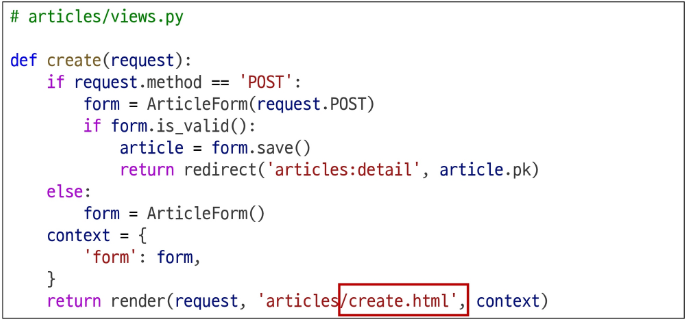 # articles/views.py
def create(request):
    if request.method == 'POST':
        form = ArticleForm(request.POST)
        if form.is_valid():
            article = form.save()
            return redirect('articles:detail', article.pk)
    else:
        form = ArticleForm()
    context = {
        'form': form,
    }
    return render(request, 'articles/create.html', context)